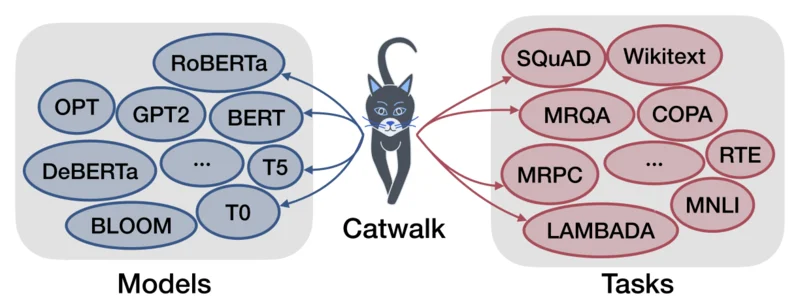 RoBERTa
OPT
GPT2
BERT
DeBERTa
...
T5
BLOOM
T0
Models
Catwalk
SQuAD
Wikitext
MRQA
COPA
MRPC
...
RTE
MNLI
LAMBADA
Tasks